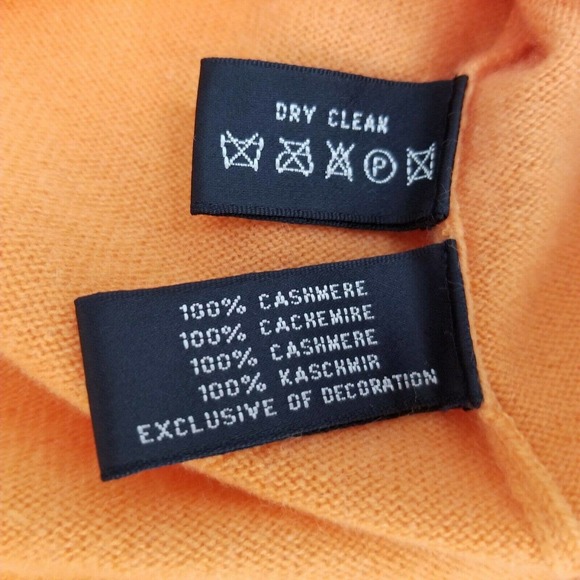 DRY CLEAN
P
100% CASHMERE
100% CACHEMIRE
100% CASHMERE
100% KASCHMIR
EXCLUSIVE OF DECORATION